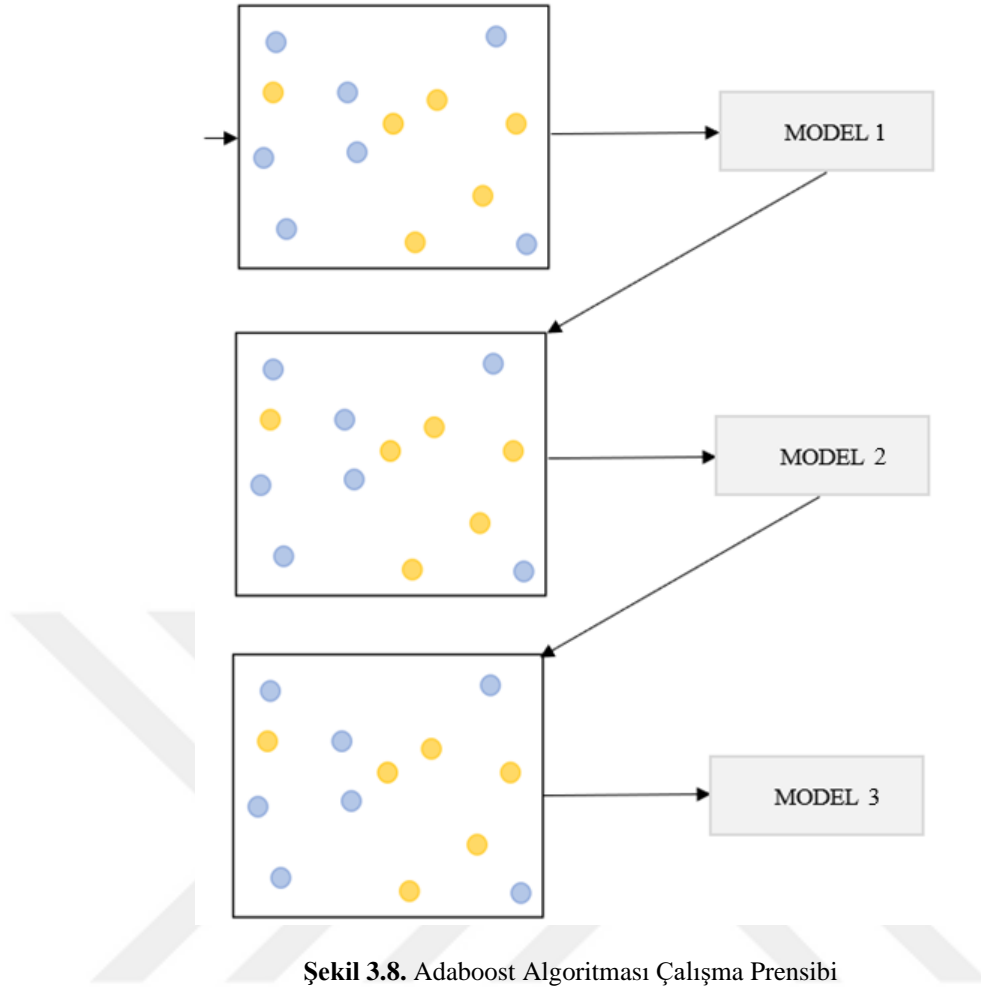 MODEL 1
MODEL 2
MODEL 3
Şekil 3.8. Adaboost Algoritması Çalışma Prensibi